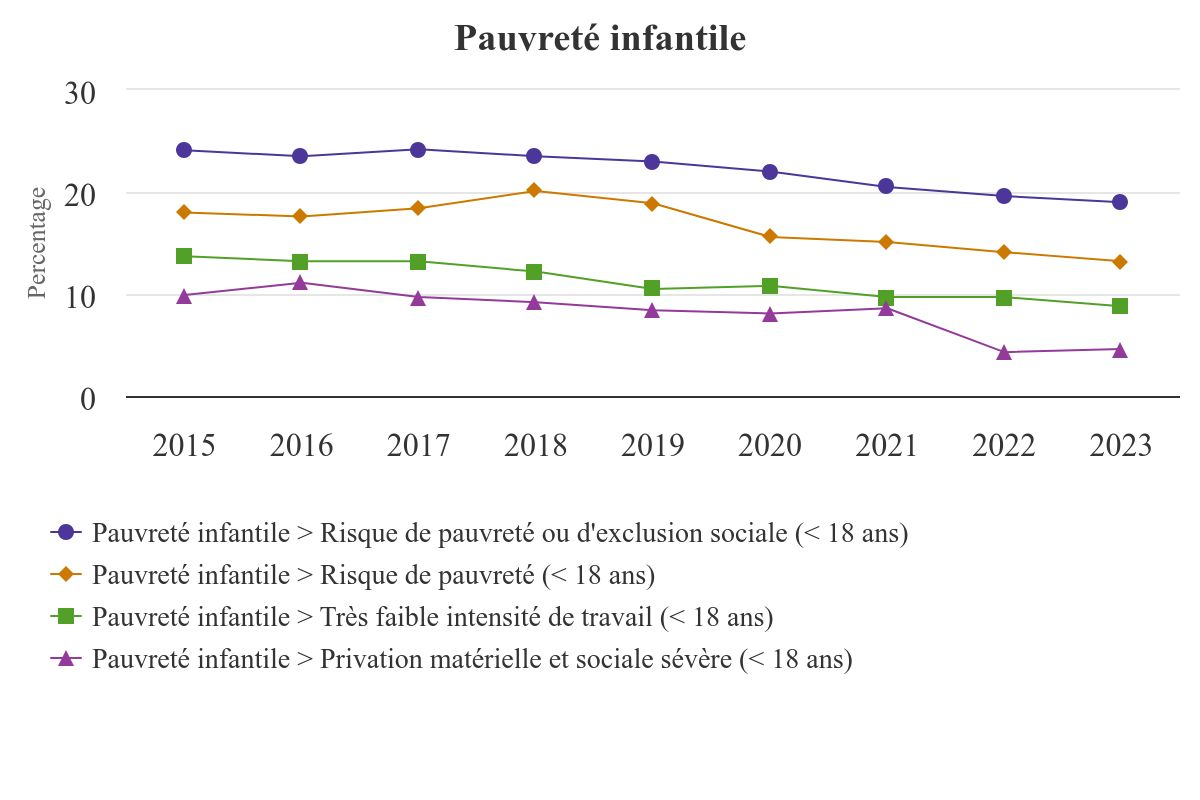 Pauvreté infantile
30
20
10
0
Percentage
2015 2016 2017 2018 2019 2020 2021 2022 2023
Pauvreté infantile > Risque de pauvreté ou d'exclusion sociale (< 18 ans)
Pauvreté infantile > Risque de pauvreté (< 18 ans)
Pauvreté infantile > Très faible intensité de travail (< 18 ans)
Pauvreté infantile > Privation matérielle et sociale sévère (< 18 ans)